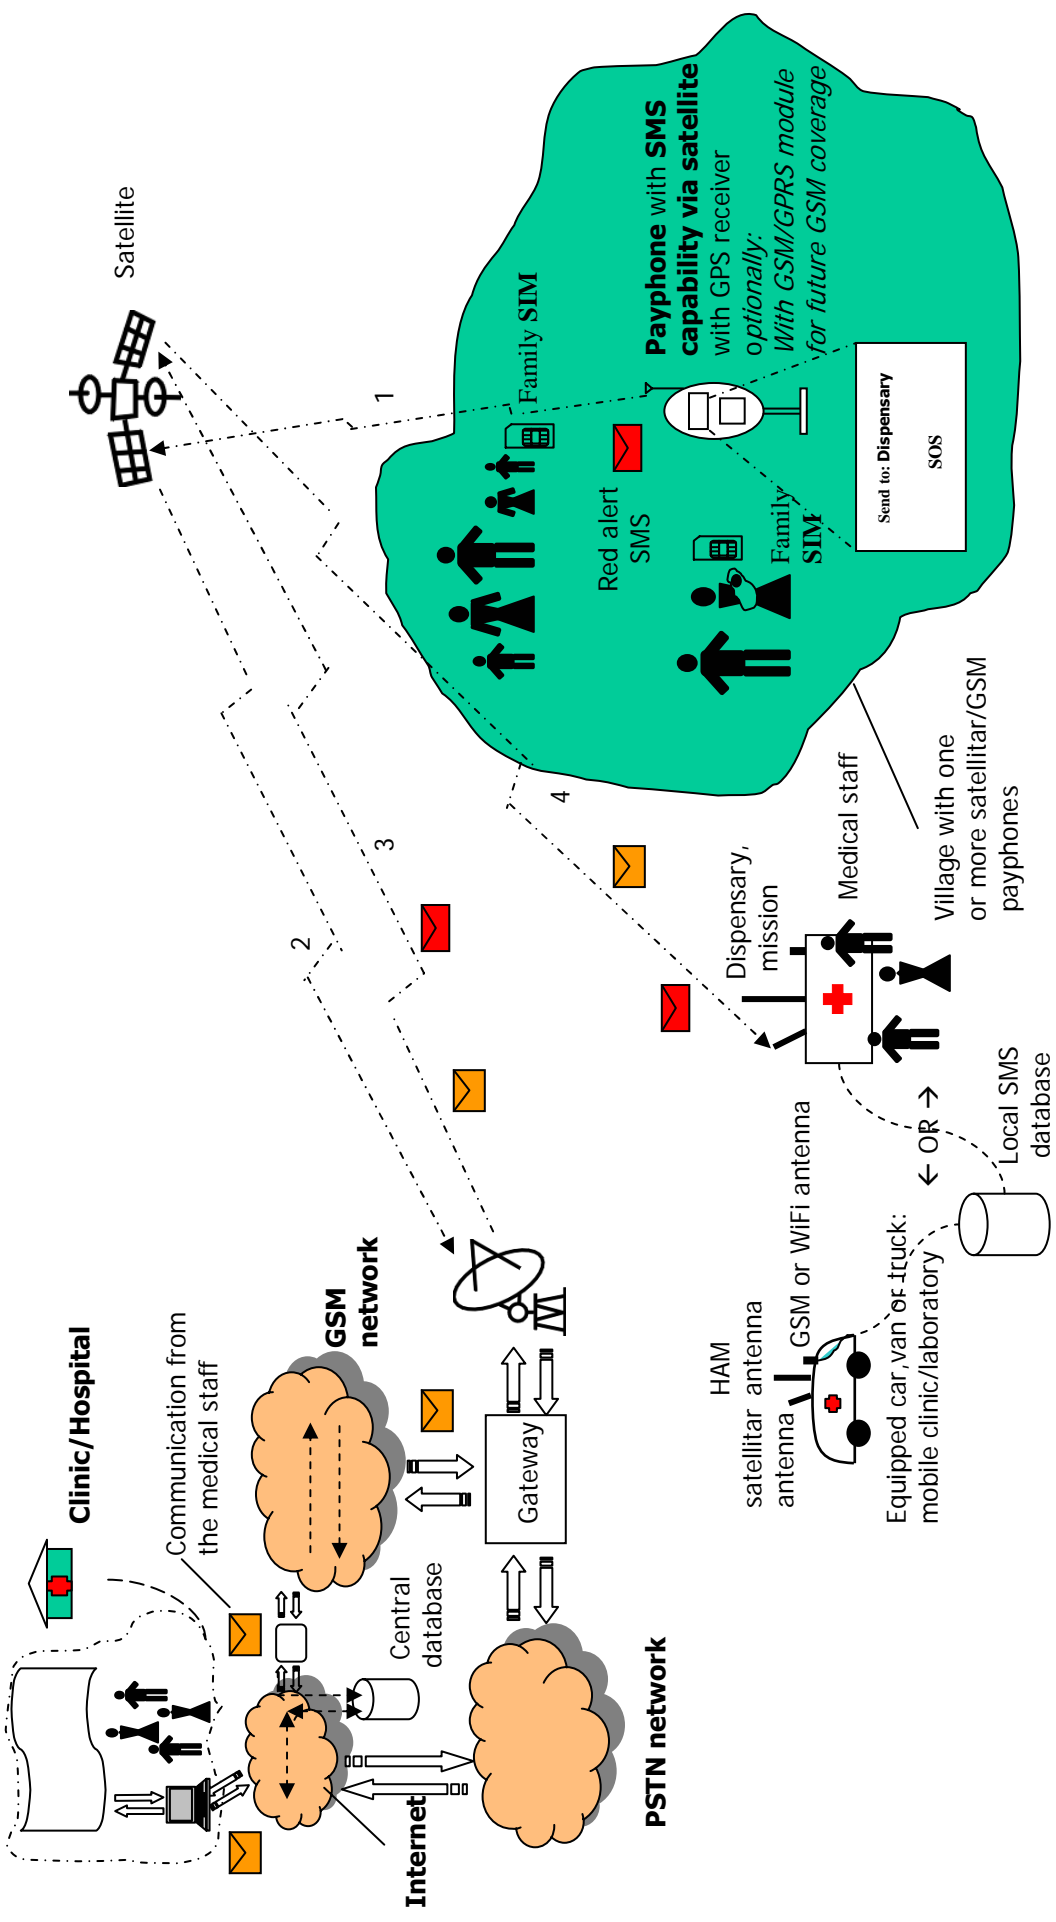 Clinic/Hospital
Communication from
the medical staff
Internet
Central
database
PSTN network
GSM
network
Gateway
Satellite
1
2
3
4
Family SIM
Red alert
SMS
Family
SIM
Payphone with SMS
capability via satellite
with GPS receiver
optionally:
With GSM/GPRS module
for future GSM coverage
Send to: Dispensary
SOS
Dispensary,
mission
Medical staff
Village with one
or more satellitar/GSM
payphones
HAM
satellitar antenna
antenna
GSM or WiFi antenna
Equipped car,van or truck:
mobile clinic/laboratory
← OR →
Local SMS
database